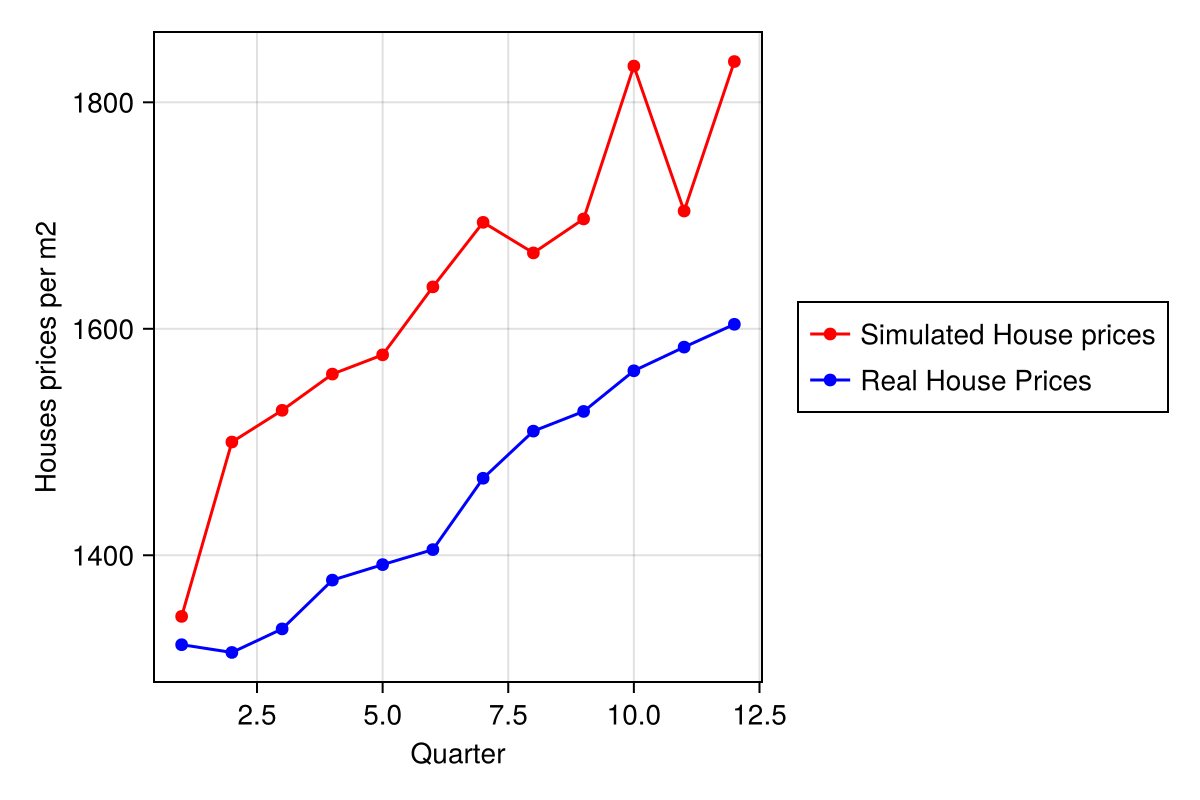 1800
1600
1400
Houses prices per m2
2.5 5.0 7.5 10.0 12.5
Quarter
Simulated House prices
Real House Prices